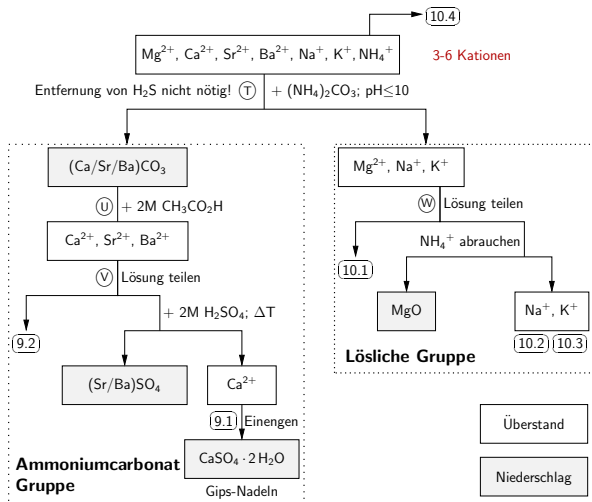 10.4
Mg²⁺, Ca²⁺, Sr²⁺, Ba²⁺, Na⁺, K⁺, NH₄⁺
3-6 Kationen
Entfernung von H₂S nicht nötig! Ⓣ + (NH₄)₂CO₃; pH≤10
(Ca/Sr/Ba)CO₃
Ⓤ + 2M CH₃CO₂H
Ca²⁺, Sr²⁺, Ba²⁺
Ⓥ Lösung teilen
9.2
+ 2M H₂SO₄; ΔT
(Sr/Ba)SO₄
Ca²⁺
9.1 Einengen
CaSO₄ · 2 H₂O
Gips-Nadeln
Ammoniumcarbonat
Gruppe
Mg²⁺, Na⁺, K⁺
Ⓦ Lösung teilen
10.1
NH₄⁺ abrauchen
MgO
Na⁺, K⁺
10.2 10.3
Lösliche Gruppe
Überstand
Niederschlag